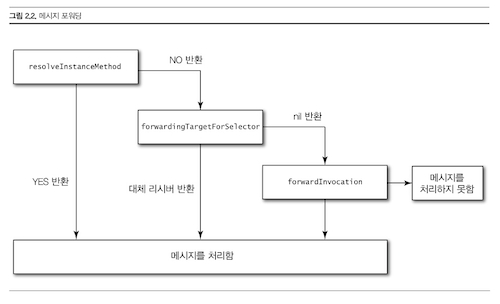 그림 2.2. 메시지 포워딩
resolveInstanceMethod
NO 반환
forwardingTargetForSelector
nil 반환
YES 반환
대체 리시버 반환
forwardInvocation
메시지를
처리하지 못함
메시지를 처리함